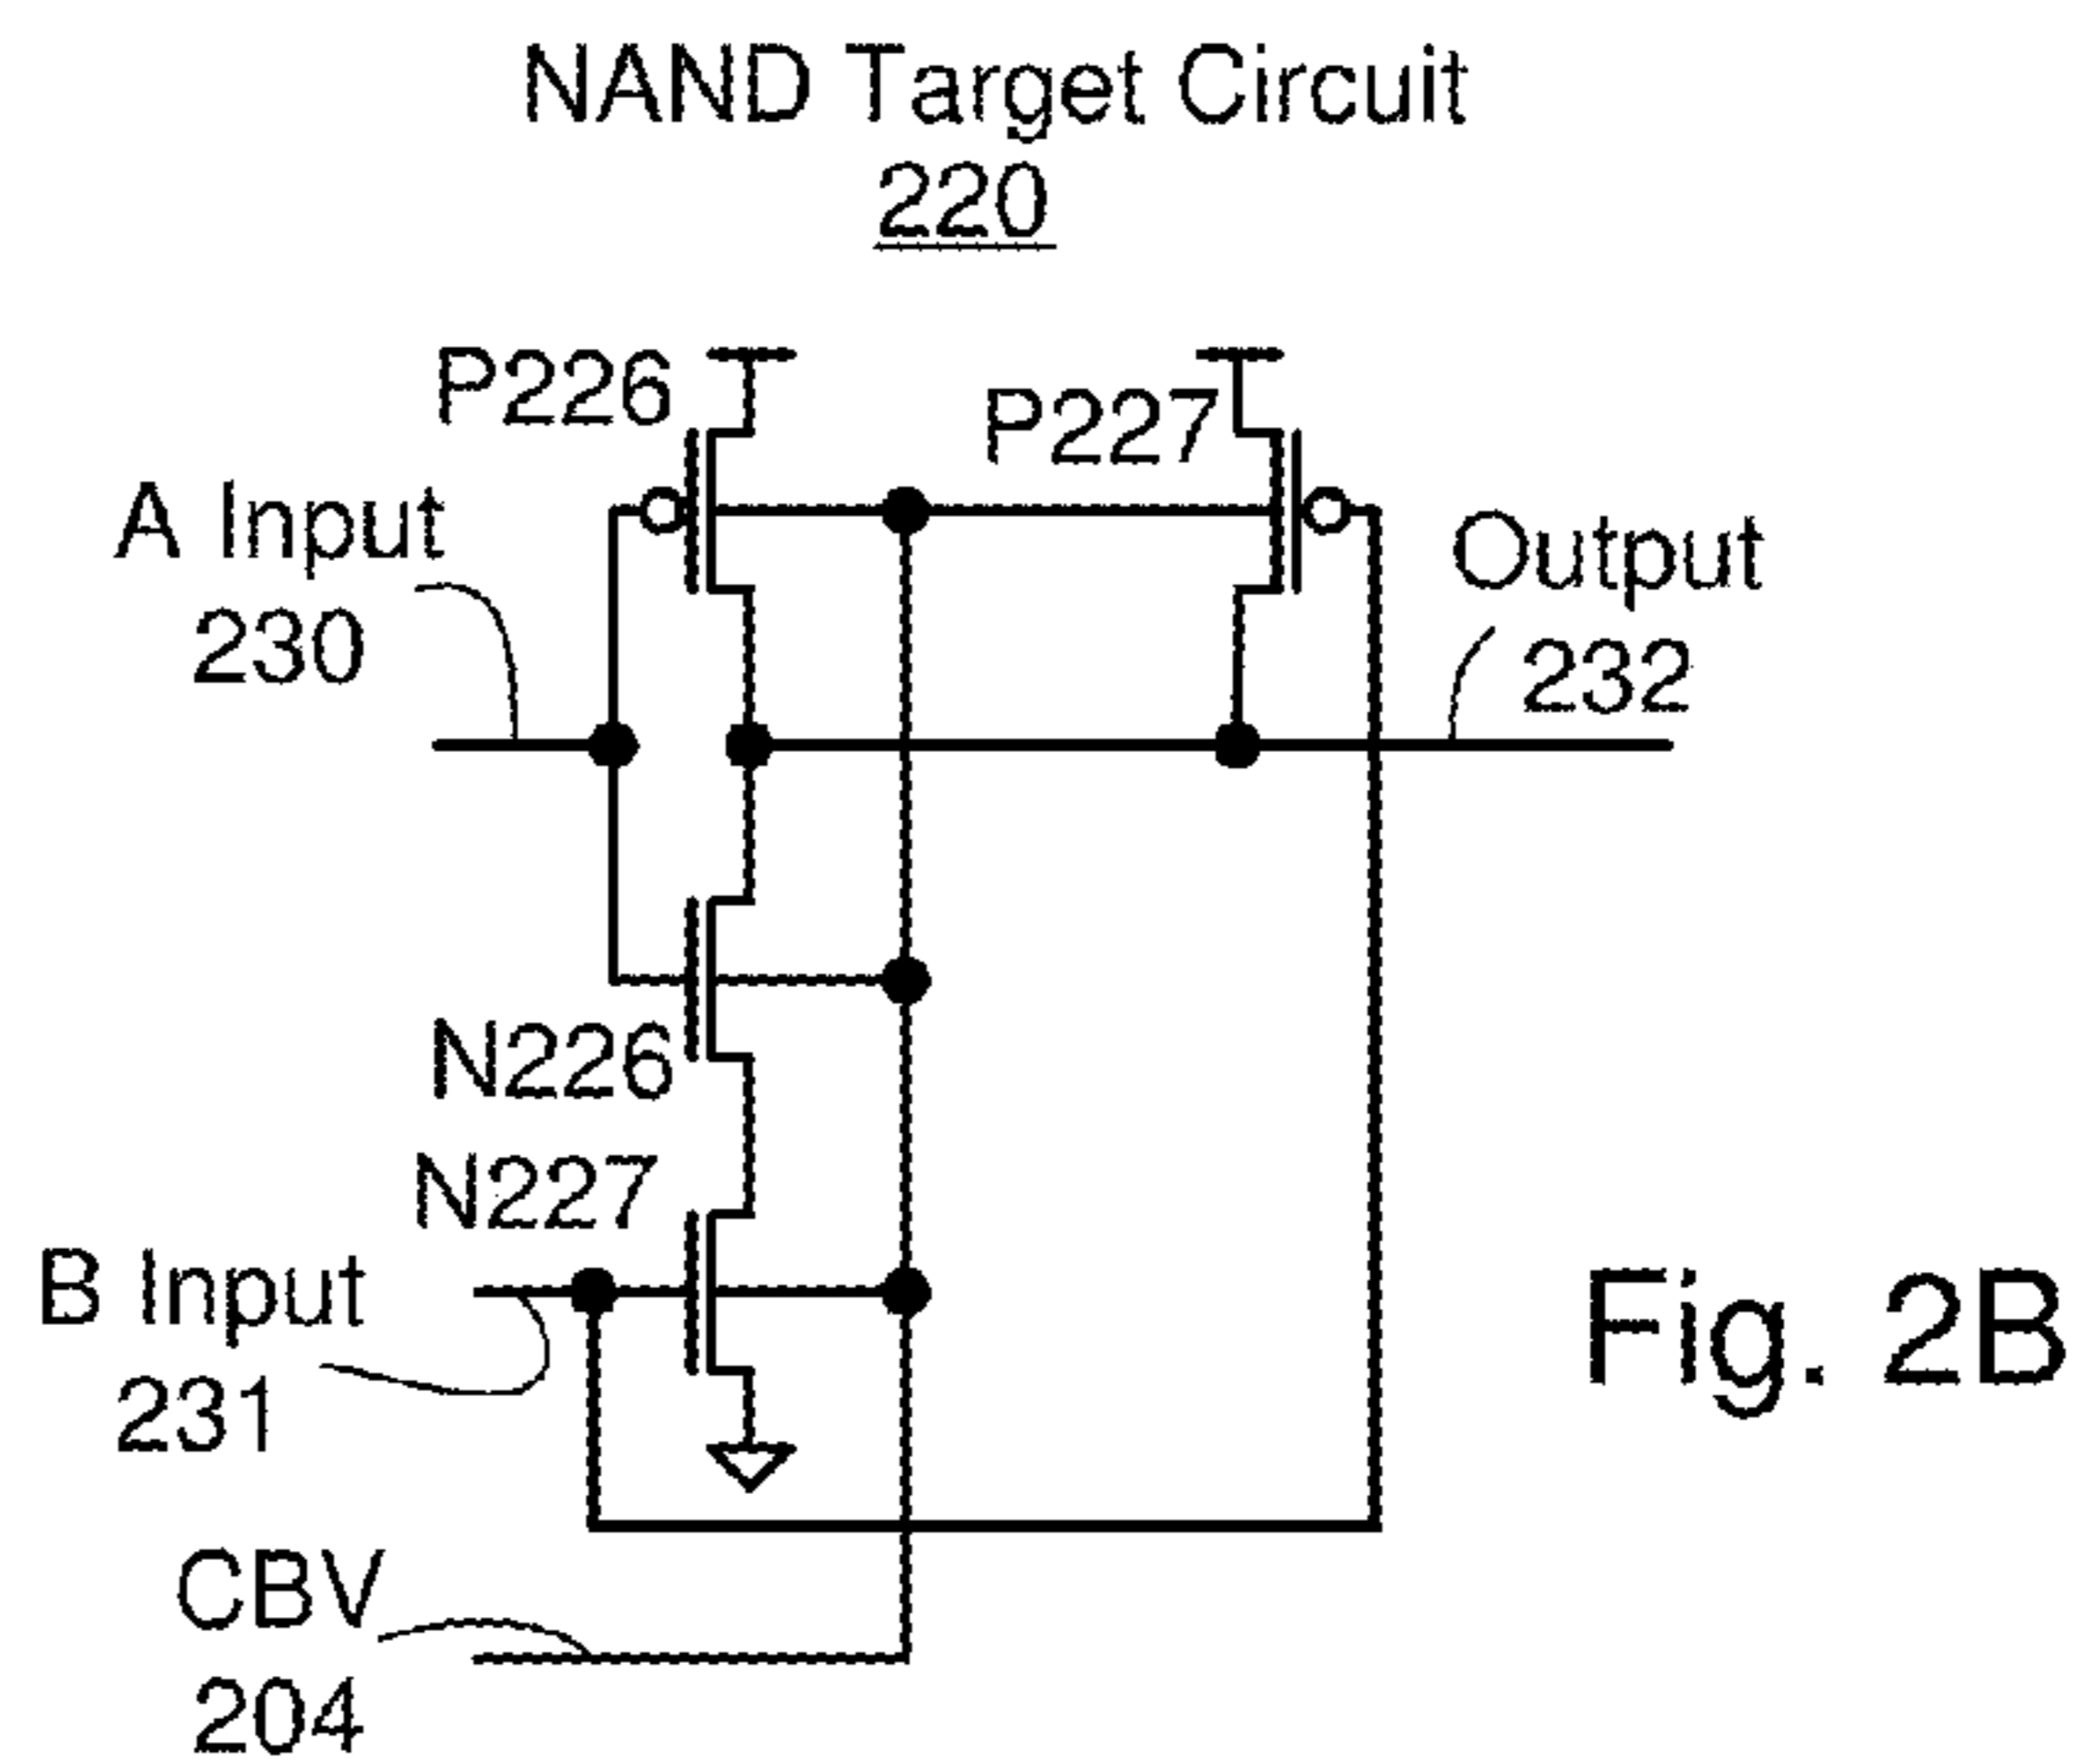 NAND Target Circuit
220
P226
P227
A Input
230
Output
232
N226
N227
B Input
231
Fig. 2B
CBV
204